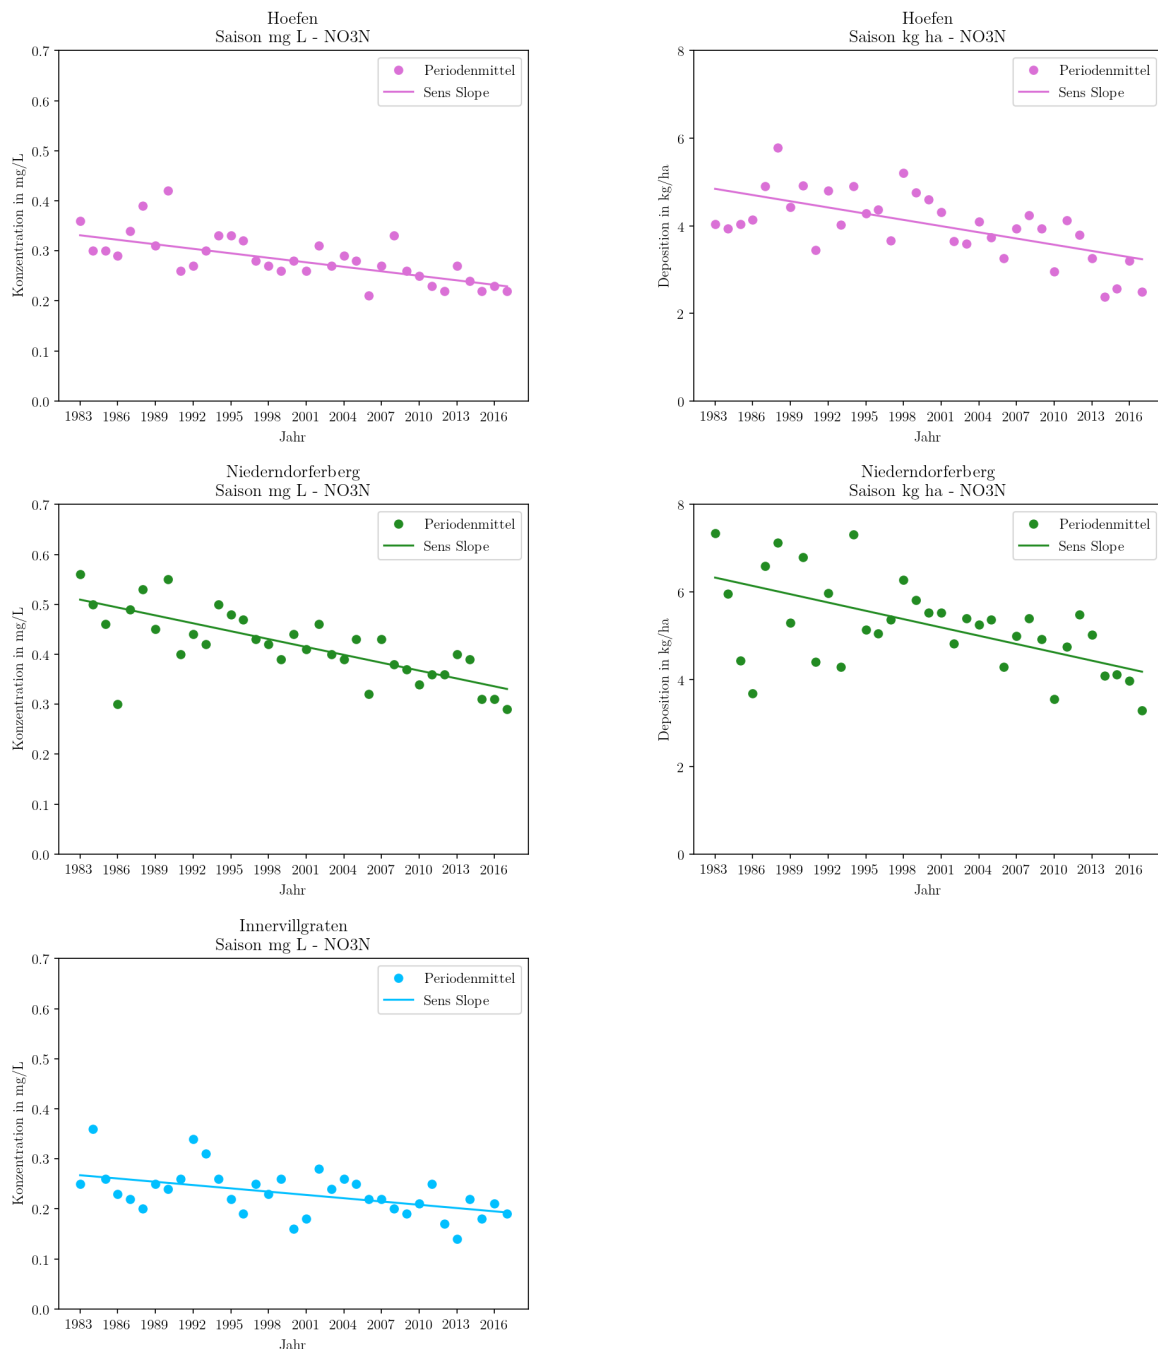 Hoefen
Saison mg L - NO3N
0.7
0.6
0.5
0.4
0.3
0.2
0.1
0.0
Konzentration in mg/L
Periodenmittel
Sens Slope
1983 1986 1989 1992 1995 1998 2001 2004 2007 2010 2013 2016
Jahr
Hoefen
Saison kg ha - NO3N
8
6
4
2
0
Deposition in kg/ha
Periodenmittel
Sens Slope
1983 1986 1989 1992 1995 1998 2001 2004 2007 2010 2013 2016
Jahr
Niederndorferberg
Saison mg L - NO3N
0.7
0.6
0.5
0.4
0.3
0.2
0.1
0.0
Konzentration in mg/L
Periodenmittel
Sens Slope
1983 1986 1989 1992 1995 1998 2001 2004 2007 2010 2013 2016
Jahr
Niederndorferberg
Saison kg ha - NO3N
8
6
4
2
0
Deposition in kg/ha
Periodenmittel
Sens Slope
1983 1986 1989 1992 1995 1998 2001 2004 2007 2010 2013 2016
Jahr
Innervillgraten
Saison mg L - NO3N
0.7
0.6
0.5
0.4
0.3
0.2
0.1
0.0
Konzentration in mg/L
Periodenmittel
Sens Slope
1983 1986 1989 1992 1995 1998 2001 2004 2007 2010 2013 2016
Jahr